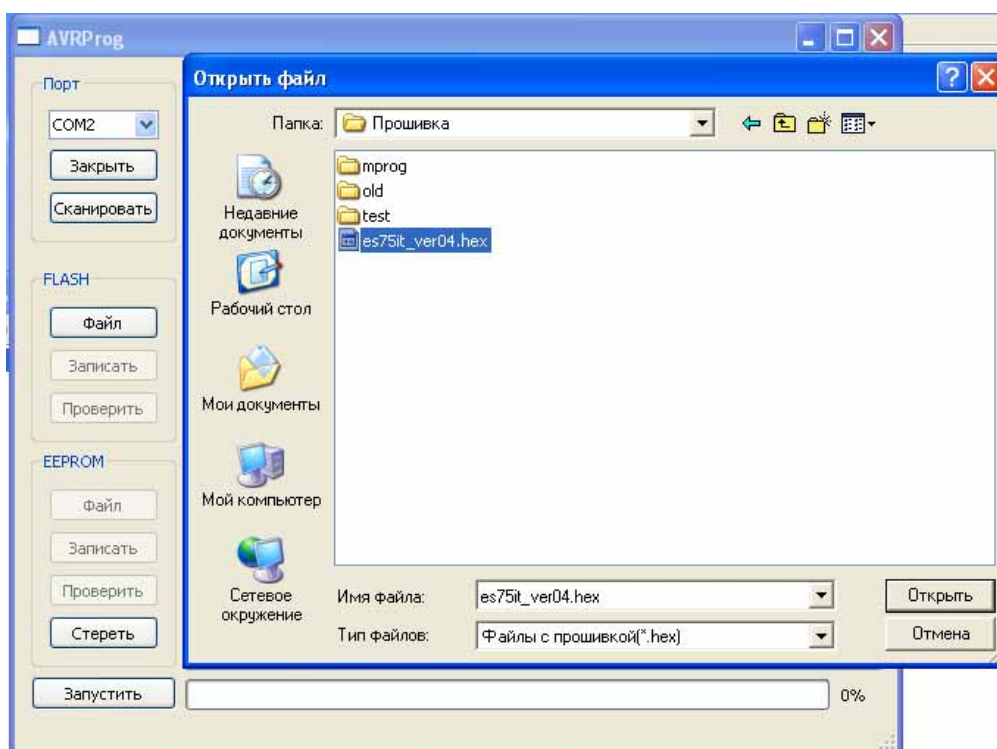 AVRProg
Порт
COM2
Закрыть
Сканировать
FLASH
Файл
Записать
Проверить
EEPROM
Файл
Записать
Проверить
Стереть
Запустить
0%
Открыть файл
Папка:
Прошивка
Недавние
документы
Рабочий стол
Мои документы
Мой компьютер
Сетевое
окружение
mprog
old
test
es75it_ver04.hex
Имя файла:
es75it_ver04.hex
Открыть
Тип файлов:
Файлы с прошивкой(*.hex)
Отмена